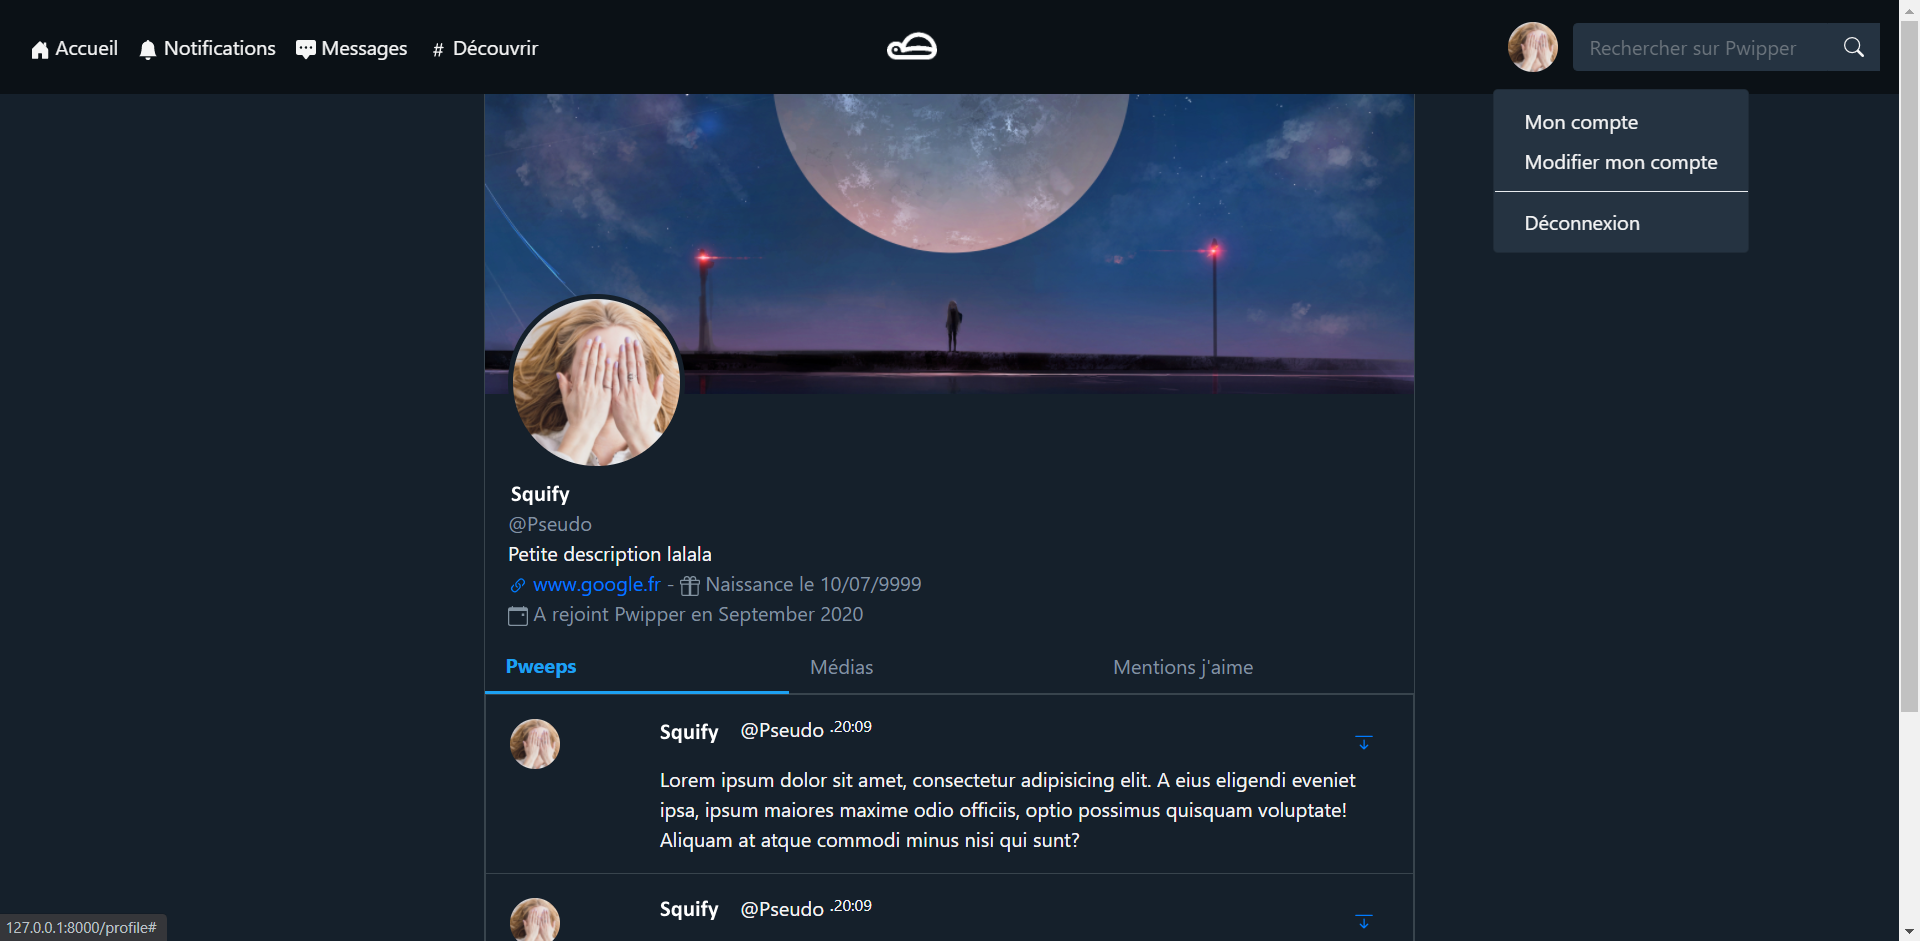 Accueil Notifications Messages # Découvrir Rechercher sur Pwipper
Mon compte
Modifier mon compte
Déconnexion
Squify
@Pseudo
Petite description lalala
www.google.fr - Naissance le 10/07/9999
A rejoint Pwipper en September 2020
Pweeps Médias Mentions j'aime
Squify @Pseudo .20:09
Lorem ipsum dolor sit amet, consectetur adipisicing elit. A eius eligendi eveniet
ipsa, ipsum maiores maxime odio officiis, optio possimus quisquam voluptate!
Aliquam at atque commodi minus nisi qui sunt?
Squify @Pseudo .20:09
127.0.0.1:8000/profile#